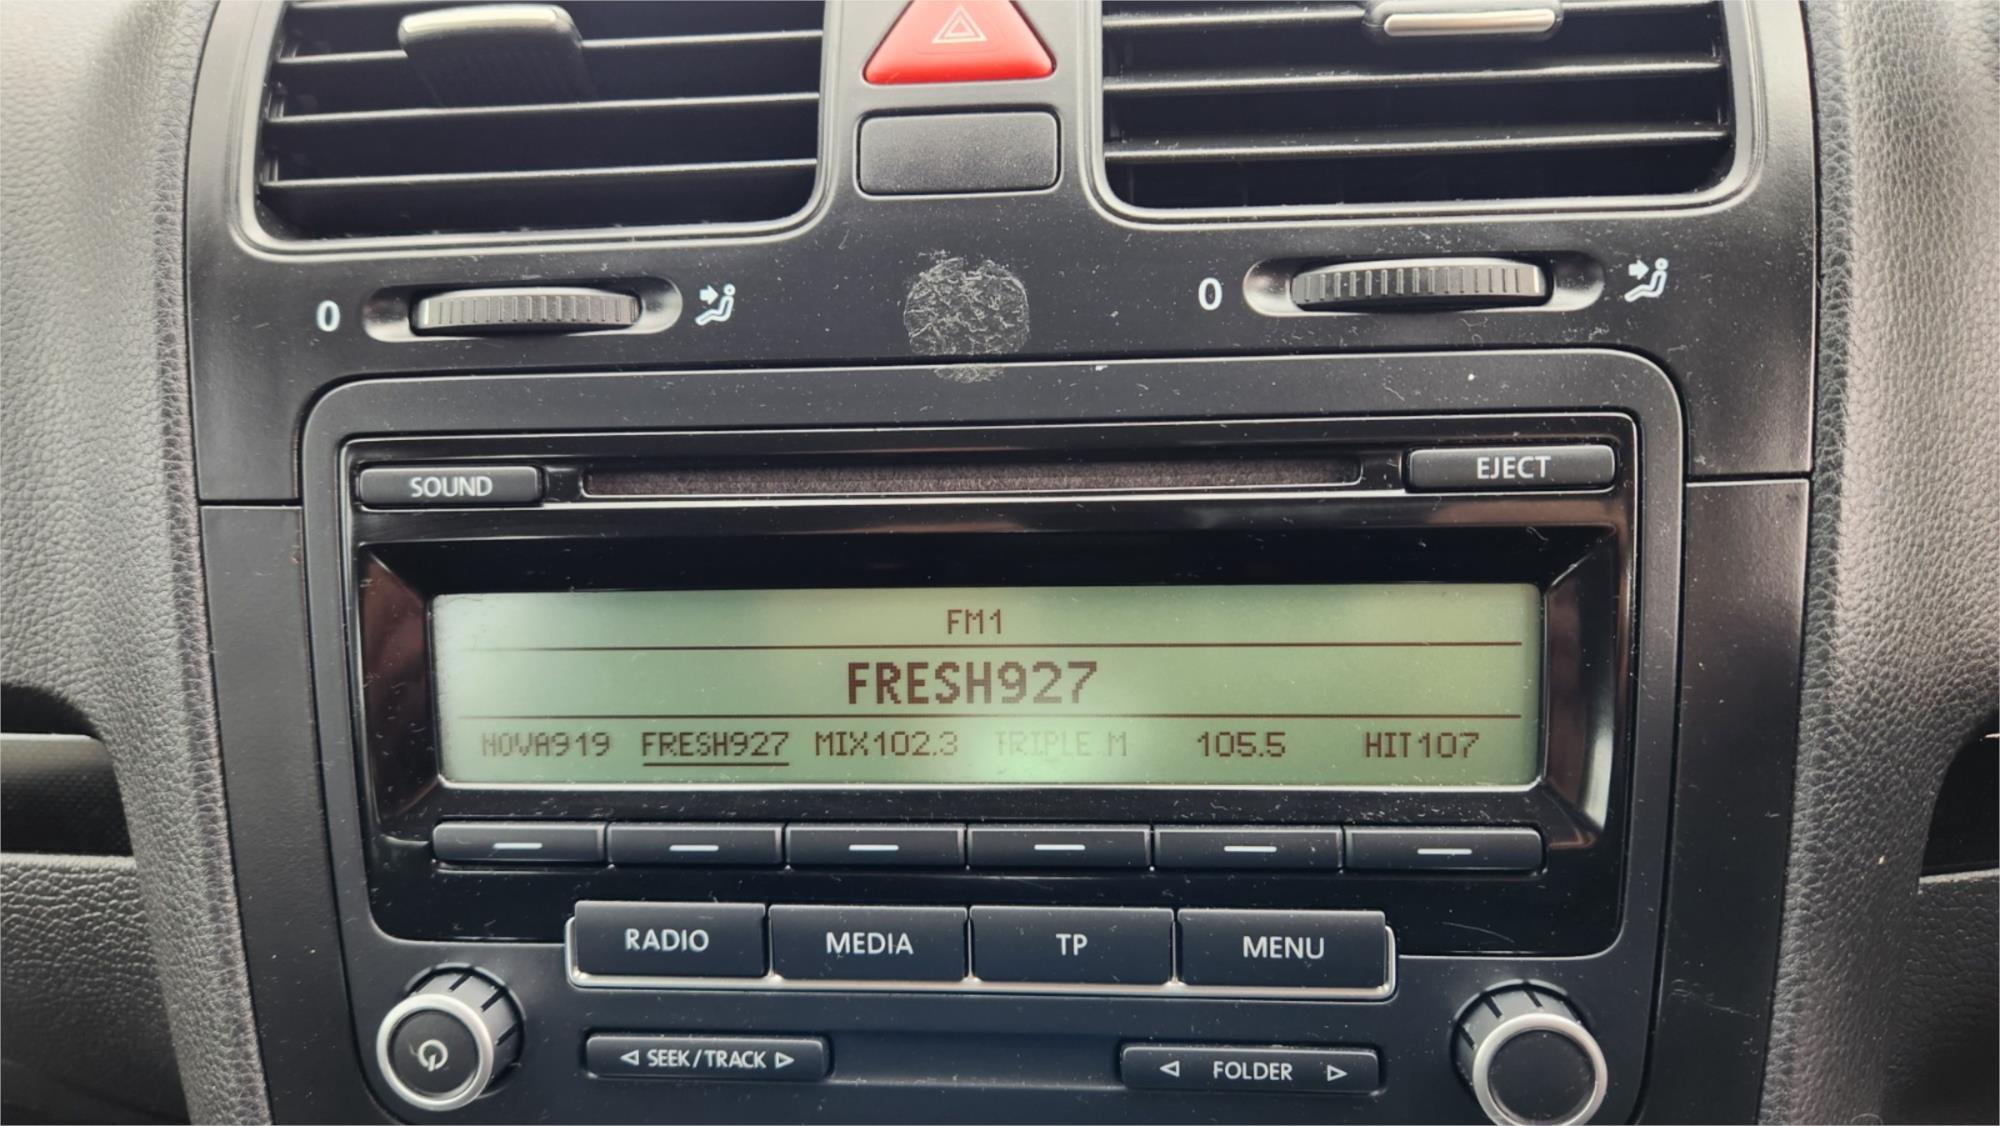 0 0
SOUND EJECT
FM1
FRESH927
NOVA919 FRESH927 MIX102.3 TRIPLE M 105.5 HIT107
RADIO MEDIA TP MENU
SEEK/TRACK FOLDER